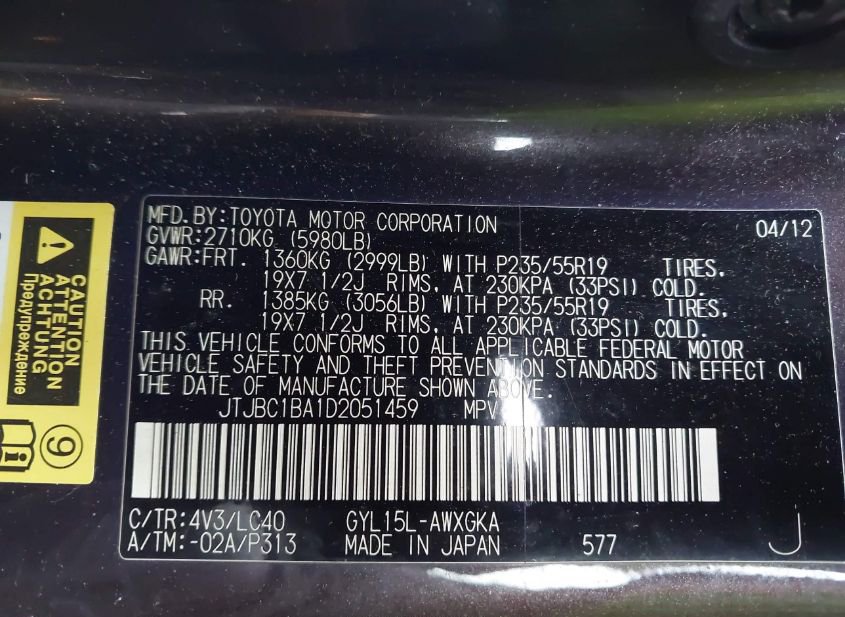 MFD. BY: TOYOTA MOTOR CORPORATION 04/12
GVWR: 2710KG (5980LB)
GAWR: FRT. 1360KG (2999LB) WITH P235/55R19 TIRES.
19X7 1/2J RIMS, AT 230KPA (33PSI) COLD.
RR. 1385KG (3056LB) WITH P235/55R19 TIRES.
19X7 1/2J RIMS, AT 230KPA (33PSI) COLD.
THIS VEHICLE CONFORMS TO ALL APPLICABLE FEDERAL MOTOR
VEHICLE SAFETY AND THEFT PREVENTION STANDARDS IN EFFECT ON
THE DATE OF MANUFACTURE SHOWN ABOVE.
JTJBC1BA1D2051459 MPV
C/TR: 4V3/LC40 GYL15L-AWXGKA
A/TM: -02A/P313 MADE IN JAPAN 577 J
CAUTION
ATTENTION
ACHTUNG
Предупреждение
9